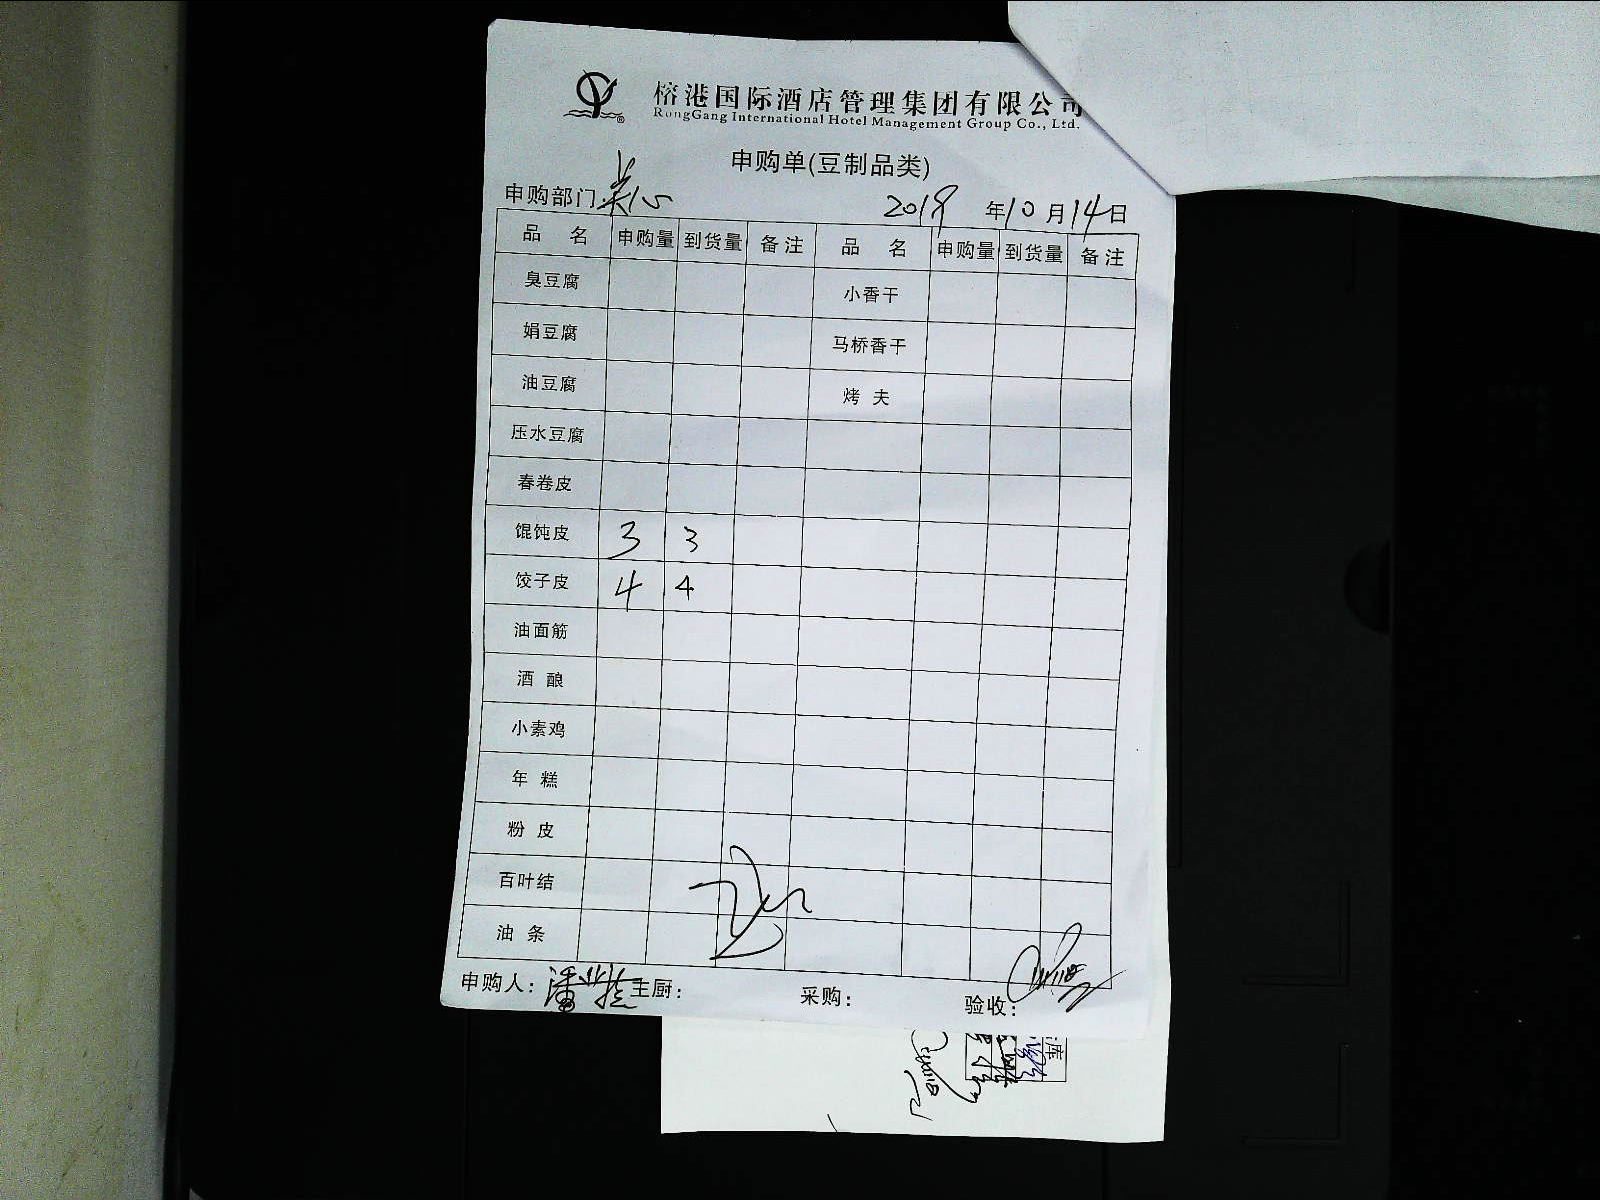 榕港国际酒店管理集团有限公司
RongGang International Hotel Management Group Co., Ltd.
申购单(豆制品类)
申购部门 2019 年 10 月 14 日
品 名 申购量 到货量 备注 品 名 申购量 到货量 备注
臭豆腐 小香干
娟豆腐 马桥香干
油豆腐 烤 夫
压水豆腐
春卷皮
馄饨皮 3 3
饺子皮 4 4
油面筋
酒 酿
小素鸡
年 糕
粉 皮
百叶结
油 条
申购人: 主厨: 采购: 验收: